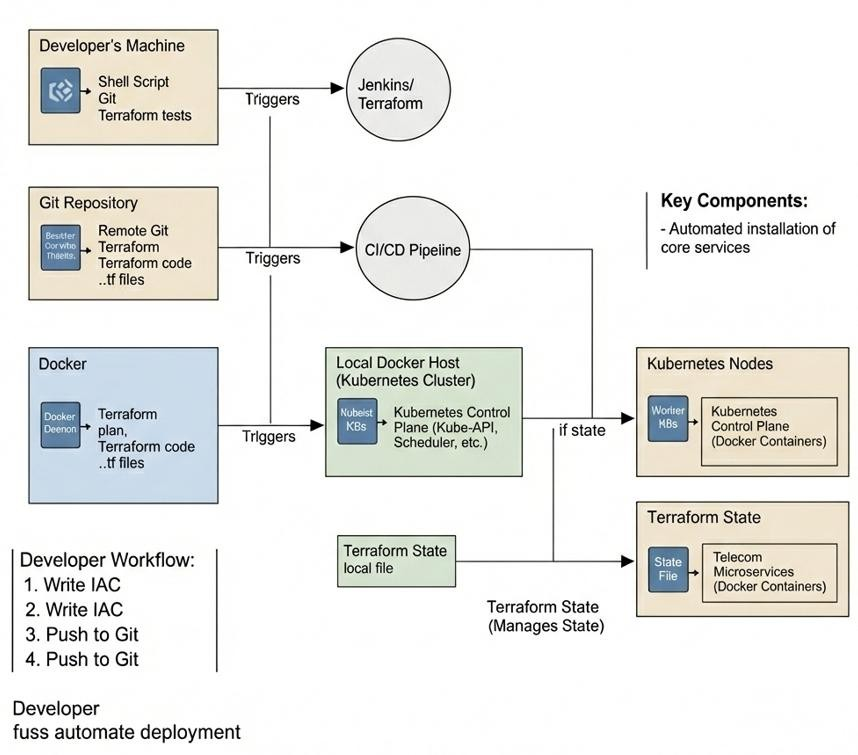 Developer's Machine
Shell Script
Git
Terraform tests
Triggers
Jenkins/
Terraform
Git Repository
Remote Git
Terraform
Terraform code
..tf files
Triggers
CI/CD Pipeline
Key Components:
- Automated installation of
core services
Docker
Docker
Deenon
Terraform
plan,
Terraform code
..tf files
Triggers
Local Docker Host
(Kubernetes Cluster)
Nubeist
KBs
Kubernetes Control
Plane (Kube-API,
Scheduler, etc.)
if state
Kubernetes Nodes
Worker
KBs
Kubernetes
Control Plane
(Docker Containers)
Terraform State
local file
Terraform State
(Manages State)
Terraform State
State
File
Telecom
Microservices
(Docker Containers)
Developer Workflow:
1. Write IAC
2. Write IAC
3. Push to Git
4. Push to Git
Developer
fuss automate deployment